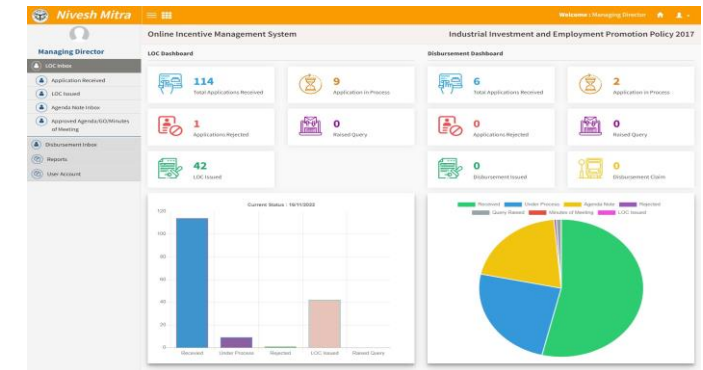 Nivesh Mitra
Welcome : Managing Director
Online Incentive Management System
Industrial Investment and Employment Promotion Policy 2017
Managing Director
LOC Inbox
Application Received
LOC Issued
Agenda Note Inbox
Approved Agenda/GO/Minutes
of Meeting
Disbursement Inbox
Reports
User Account
LOC Dashboard
114
Total Applications Received
9
Application in Process
1
Applications Rejected
0
Raised Query
42
LOC Issued
Disbursement Dashboard
6
Total Applications Received
2
Application in Process
0
Applications Rejected
0
Raised Query
0
Disbursement Issued
0
Disbursement Claim
Current Status : 16/11/2022
120
100
80
60
40
20
0
Received Under Process Rejected LOC Issued Raised Query
Received Under Process Agenda Note Rejected
Query Raised Minutes of Meeting LOC Issued